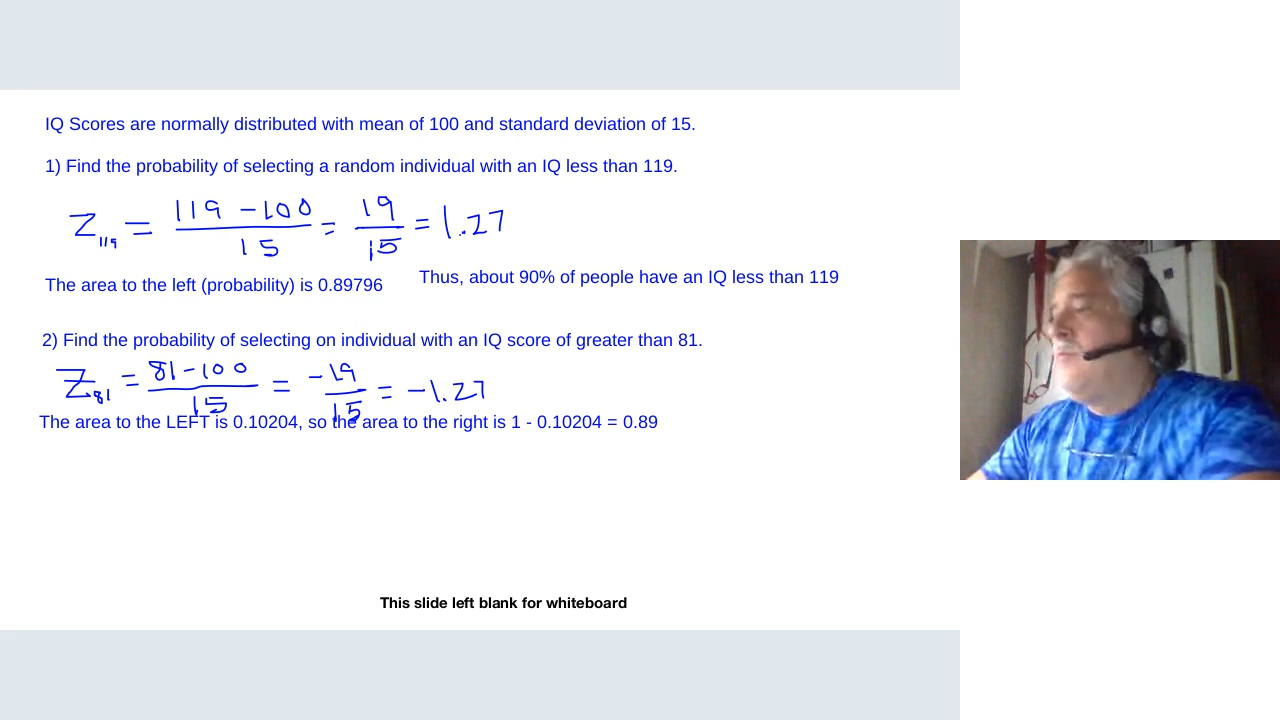 IQ Scores are normally distributed with mean of 100 and standard deviation of 15.
1) Find the probability of selecting a random individual with an IQ less than 119.
Z₁₁₉ = (119 - 100)/15 = 19/15 = 1.27
The area to the left (probability) is 0.89796
Thus, about 90% of people have an IQ less than 119
2) Find the probability of selecting on individual with an IQ score of greater than 81.
Z₈₁ = (81 - 100)/15 = -19/15 = -1.27
The area to the LEFT is 0.10204, so the area to the right is 1 - 0.10204 = 0.89
This slide left blank for whiteboard